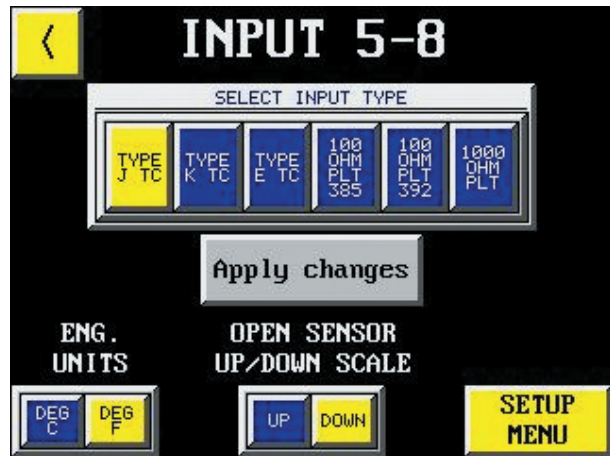 <
INPUT 5-8
SELECT INPUT TYPE
TYPE
J TC
TYPE
K TC
TYPE
E TC
100
OHM
PLT
385
100
OHM
PLT
392
1000
OHM
PLT
Apply changes
ENG.
UNITS
DEG
C
DEG
F
OPEN SENSOR
UP/DOWN SCALE
UP
DOWN
SETUP
MENU